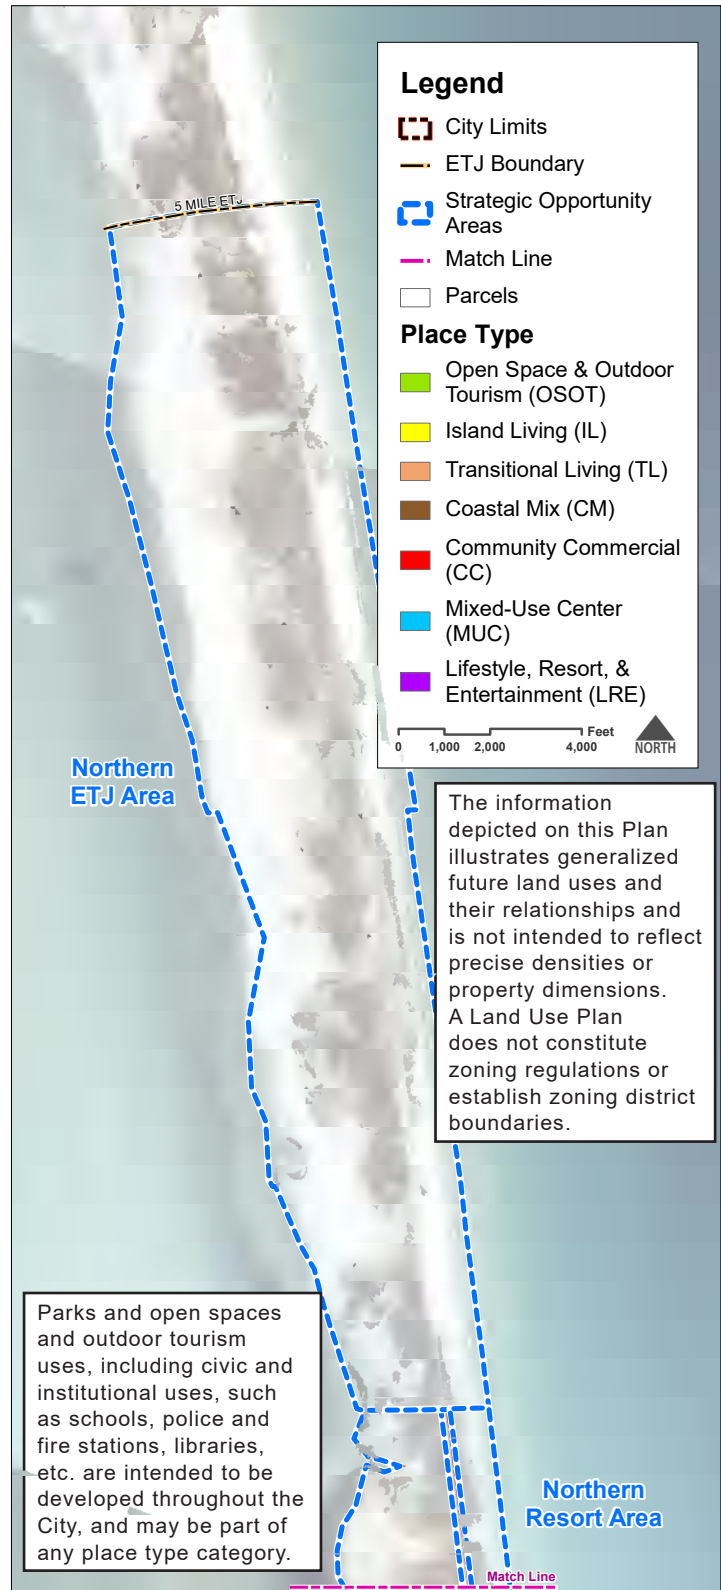 5 MILE ETJ
Legend
City Limits
ETJ Boundary
Strategic Opportunity
Areas
Match Line
Parcels
Place Type
Open Space & Outdoor
Tourism (OSOT)
Island Living (IL)
Transitional Living (TL)
Coastal Mix (CM)
Community Commercial
(CC)
Mixed-Use Center
(MUC)
Lifestyle, Resort, &
Entertainment (LRE)
Feet
0 1,000 2,000 4,000
NORTH
Northern
ETJ Area
The information
depicted on this Plan
illustrates generalized
future land uses and
their relationships and
is not intended to reflect
precise densities or
property dimensions.
A Land Use Plan
does not constitute
zoning regulations or
establish zoning district
boundaries.
Parks and open spaces
and outdoor tourism
uses, including civic and
institutional uses, such
as schools, police and
fire stations, libraries,
etc. are intended to be
developed throughout the
City, and may be part of
any place type category.
Northern
Resort Area
Match Line